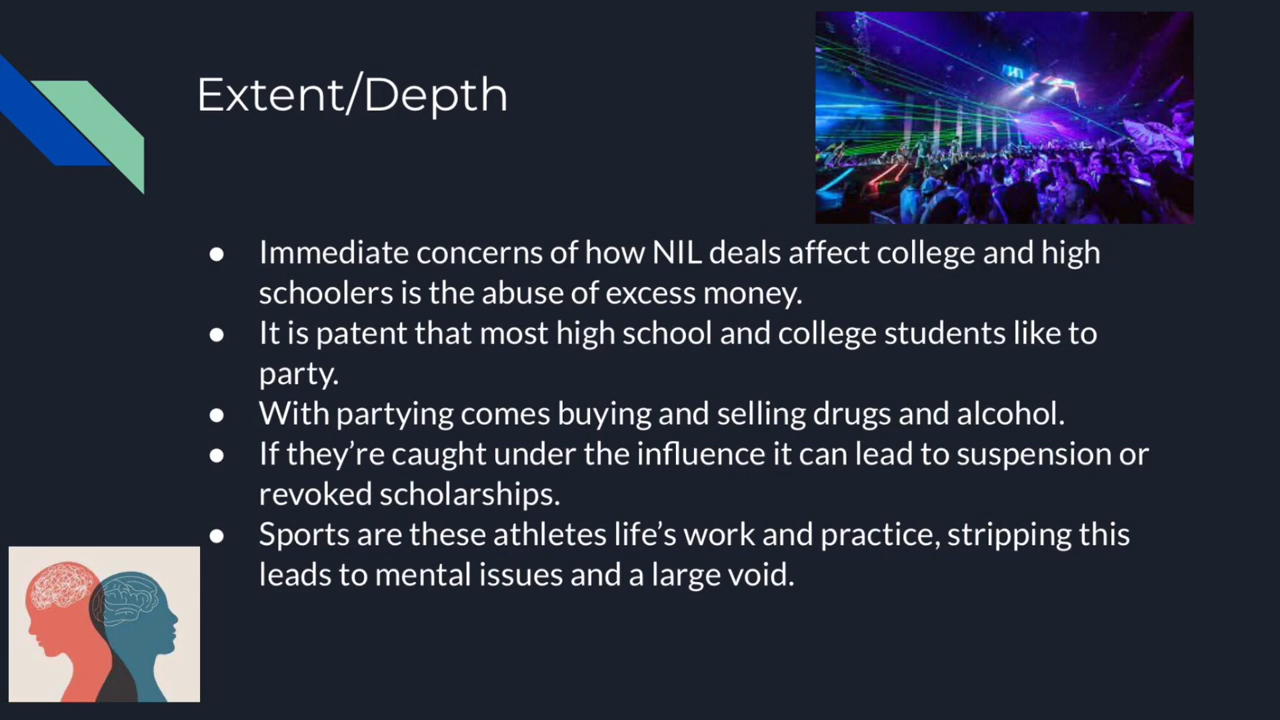 Extent/Depth
● Immediate concerns of how NIL deals affect college and high
schoolers is the abuse of excess money.
● It is patent that most high school and college students like to
party.
● With partying comes buying and selling drugs and alcohol.
● If they’re caught under the influence it can lead to suspension or
revoked scholarships.
● Sports are these athletes life’s work and practice, stripping this
leads to mental issues and a large void.